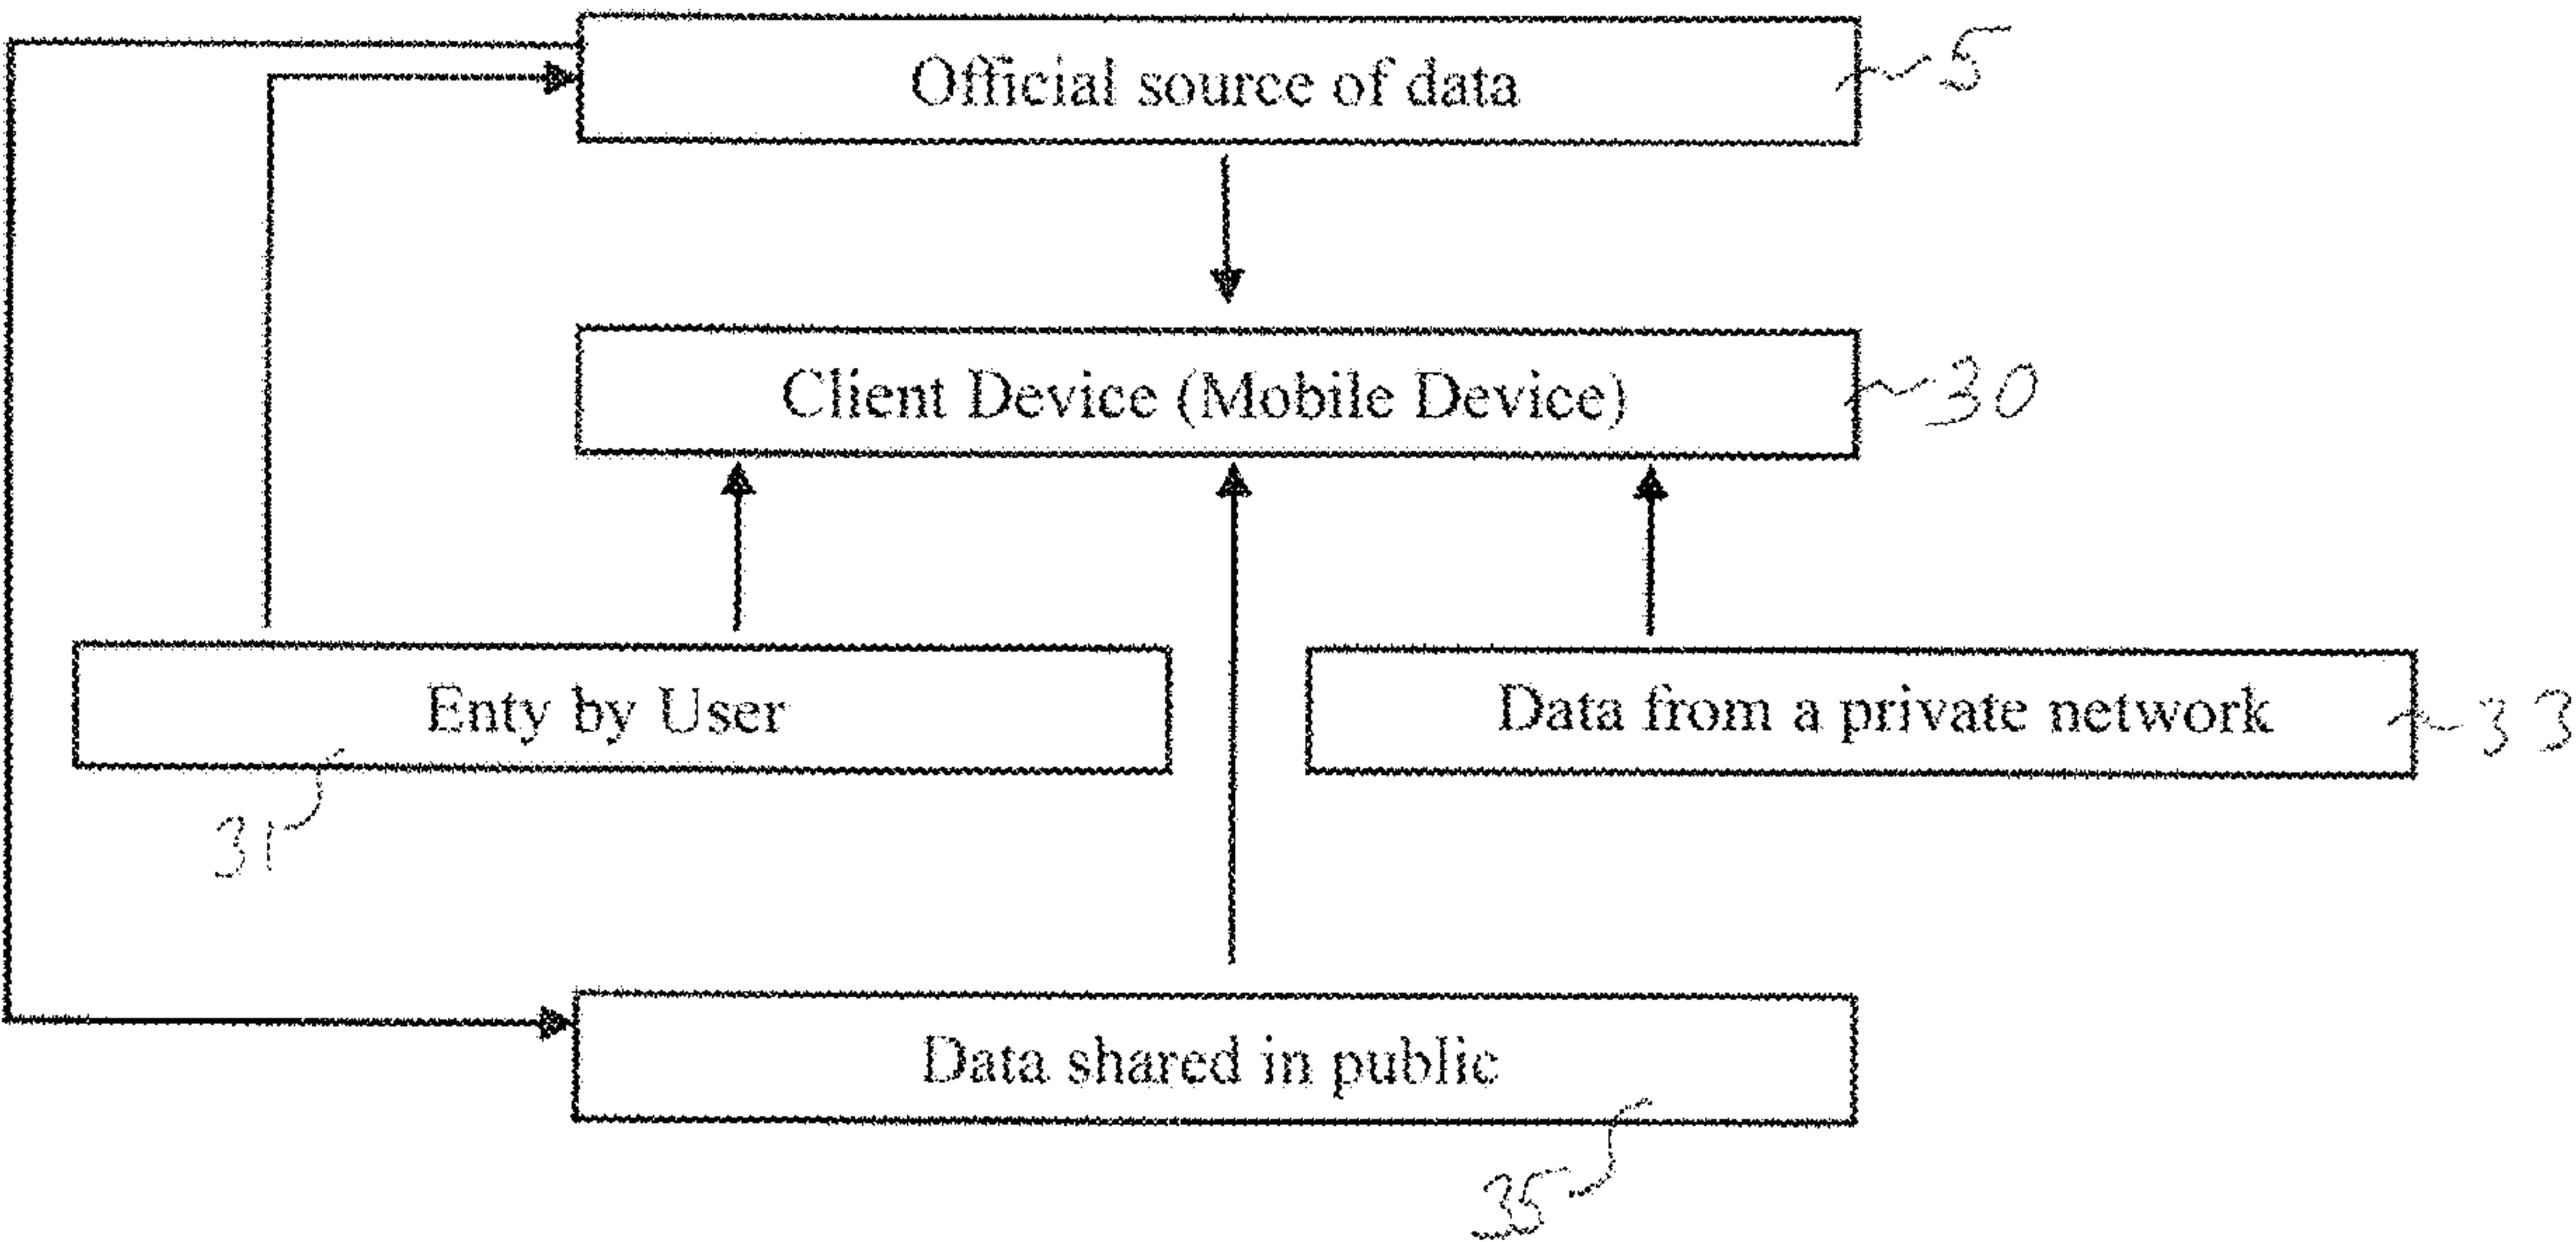 Official source of data 5
Client Device (Mobile Device) 30
Enty by User
Data from a private network 33
31
Data shared in public
35